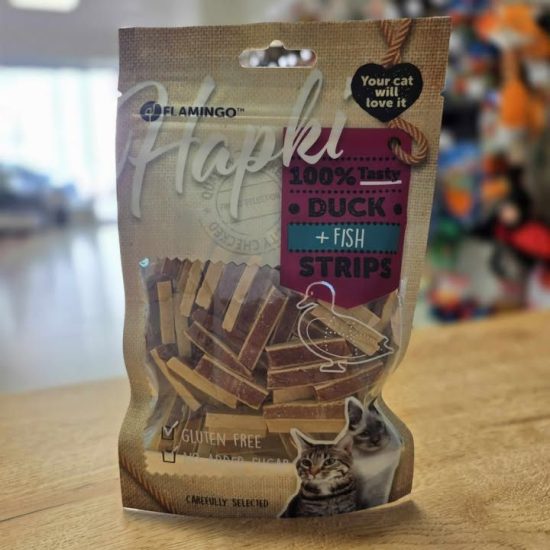 Your cat
will
love it
FLAMINGO™
Hapki
100% Tasty
DUCK
+ FISH
STRIPS
GLUTEN FREE
NO ADDED SUGAR
CAREFULLY SELECTED